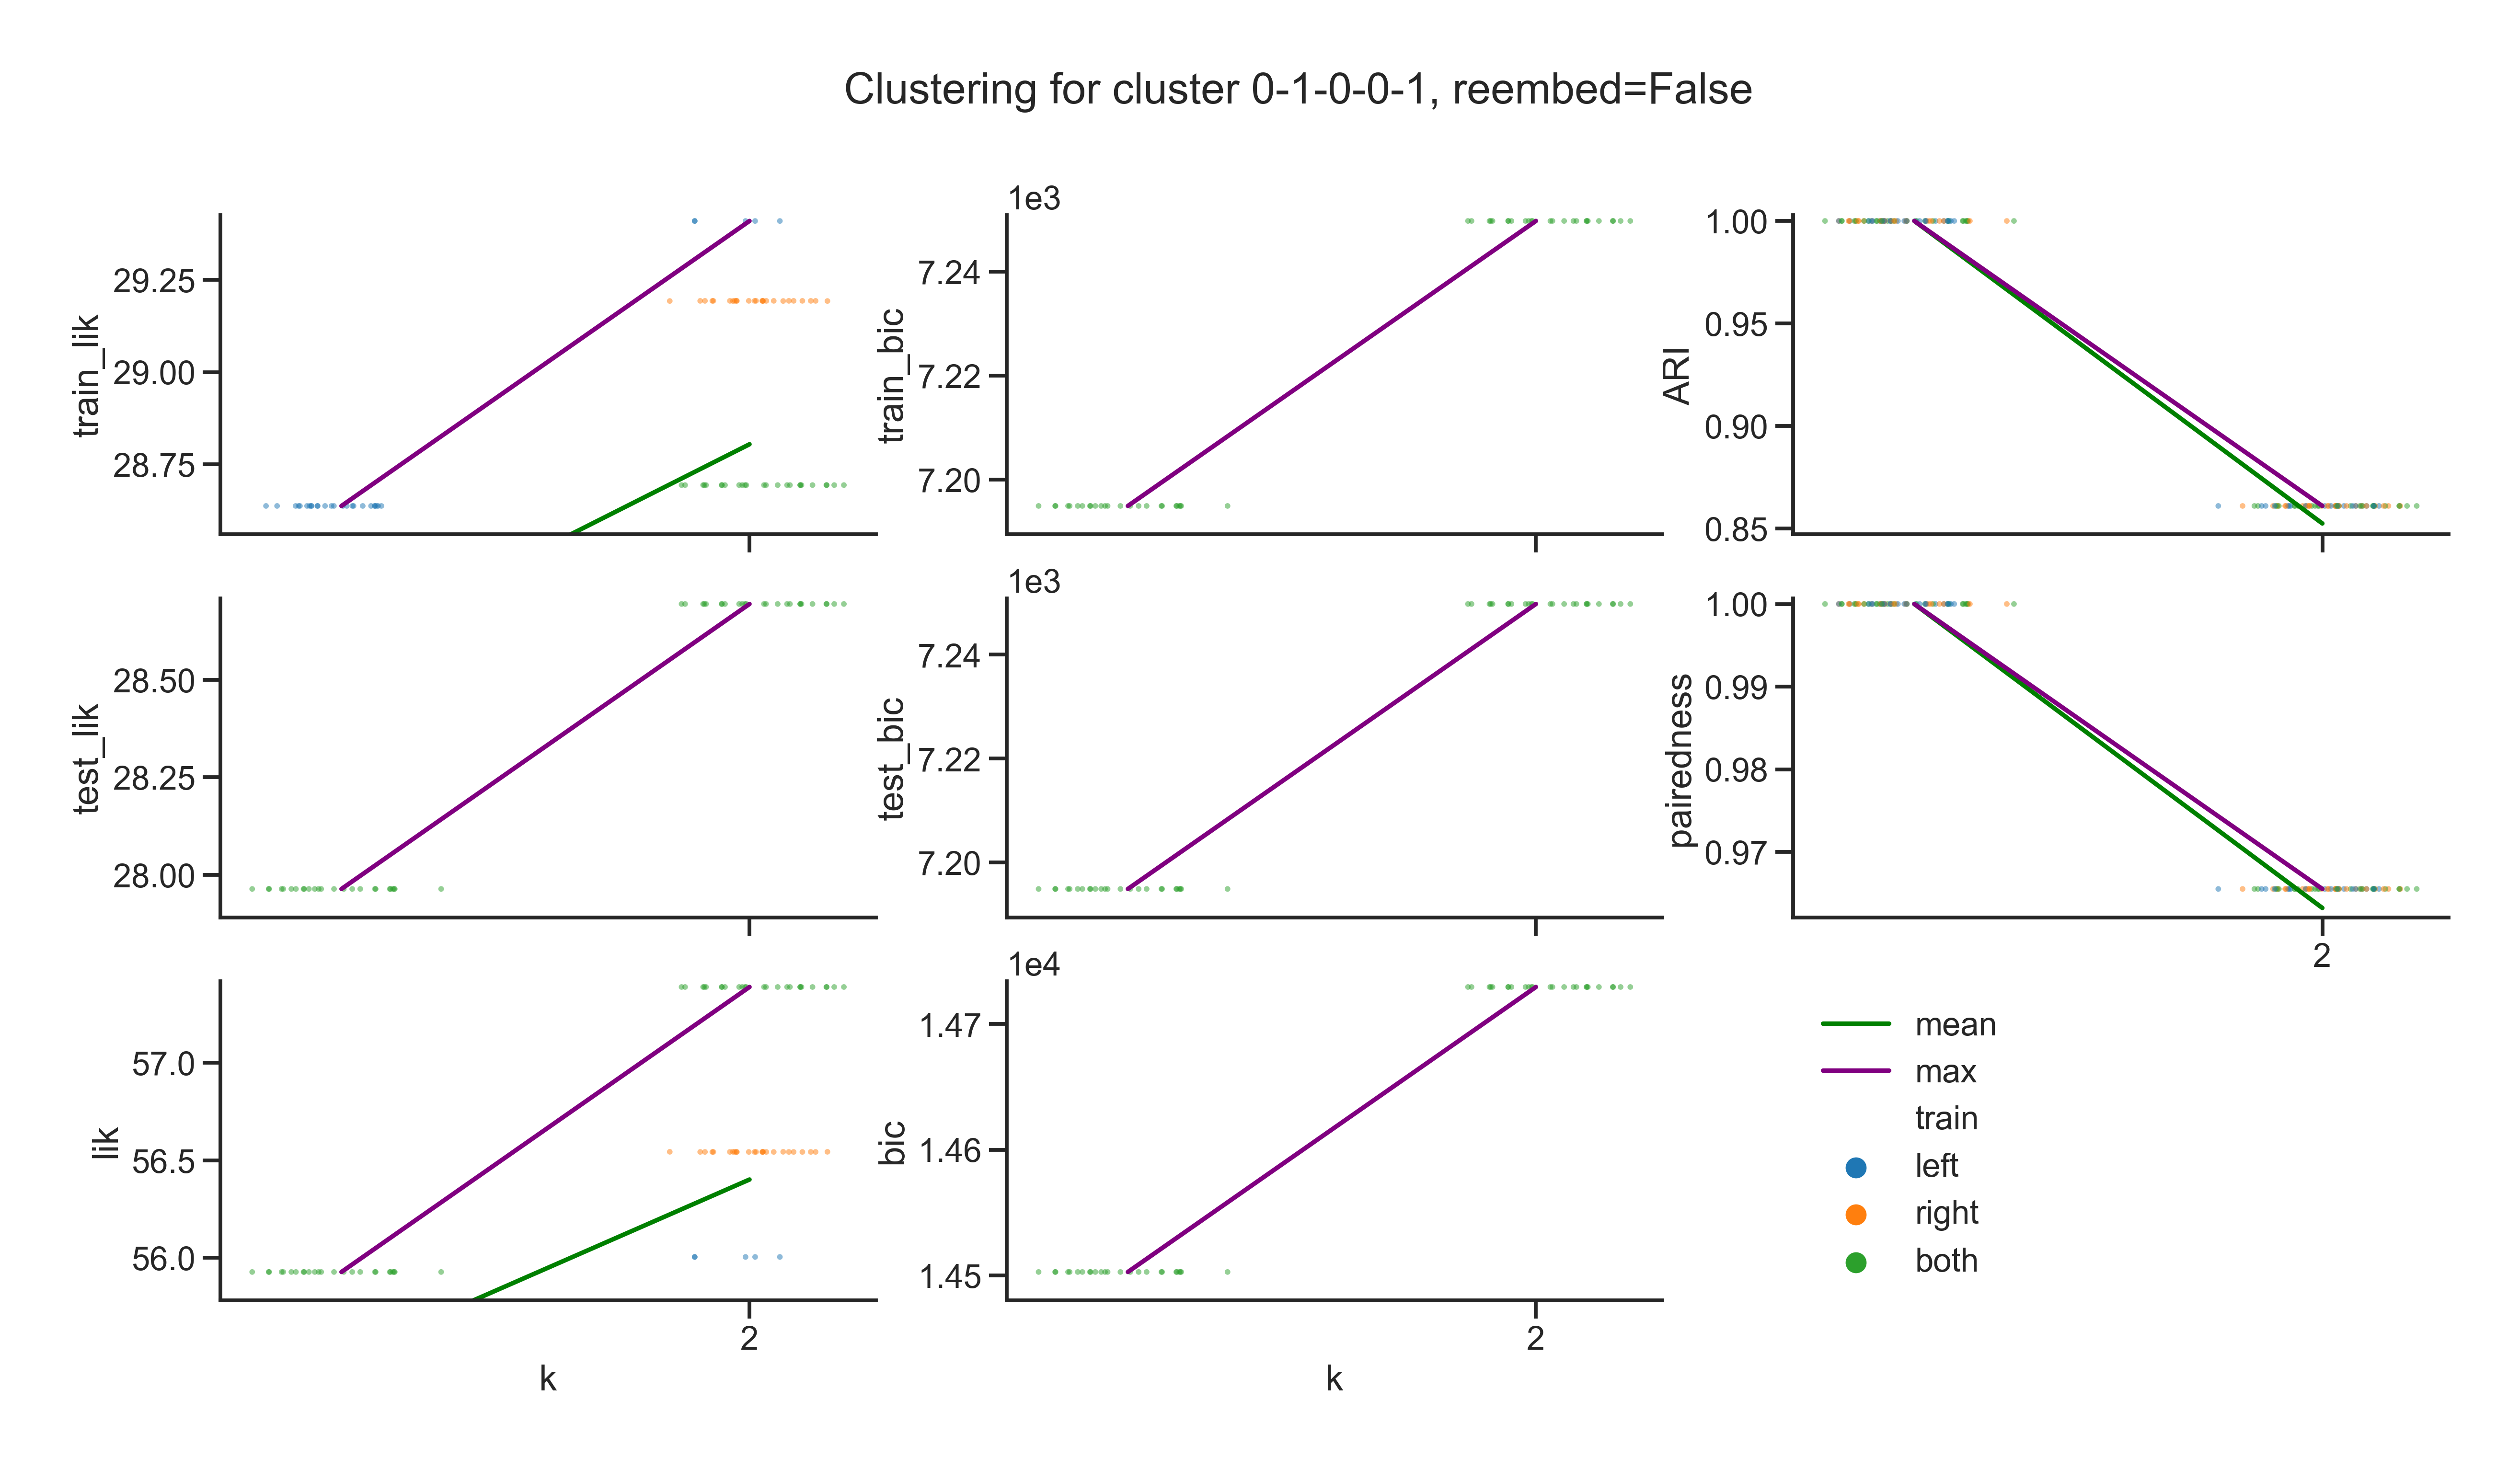 Clustering for cluster 0-1-0-0-1, reembed=False
train_lik
29.25
29.00
28.75
1e3
train_bic
7.24
7.22
7.20
ARI
1.00
0.95
0.90
0.85
test_lik
28.50
28.25
28.00
1e3
test_bic
7.24
7.22
7.20
pairedness
1.00
0.99
0.98
0.97
2
lik
57.0
56.5
56.0
2
k
1e4
bic
1.47
1.46
1.45
2
k
mean
max
train
left
right
both